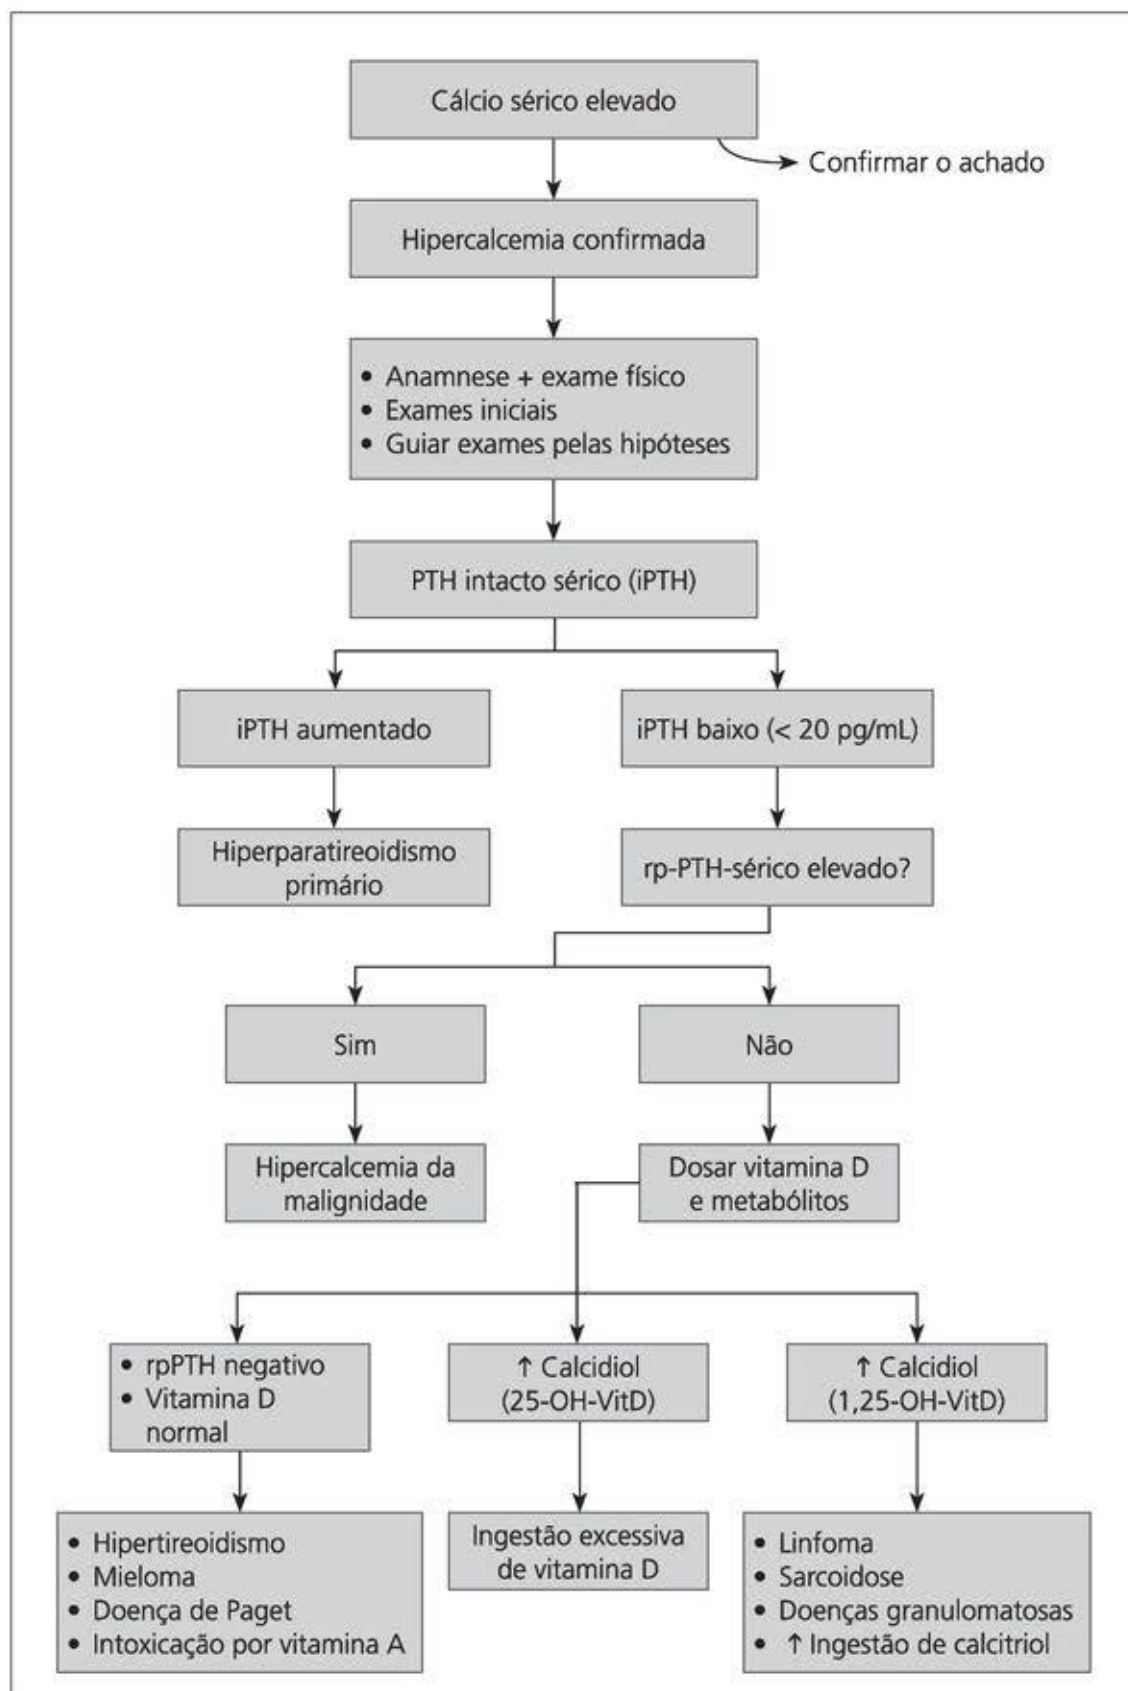 Cálcio sérico elevado
Confirmar o achado
Hipercalcemia confirmada
• Anamnese + exame físico
• Exames iniciais
• Guiar exames pelas hipóteses
PTH intacto sérico (iPTH)
iPTH aumentado
iPTH baixo (< 20 pg/mL)
Hiperparatireoidismo
primário
rp-PTH-sérico elevado?
Sim
Não
Hipercalcemia da
malignidade
Dosar vitamina D
e metabólitos
• rpPTH negativo
• Vitamina D
normal
↑ Calcidiol
(25-OH-VitD)
↑ Calcidiol
(1,25-OH-VitD)
• Hipertireoidismo
• Mieloma
• Doença de Paget
• Intoxicação por vitamina A
Ingestão excessiva
de vitamina D
• Linfoma
• Sarcoidose
• Doenças granulomatosas
• ↑ Ingestão de calcitriol